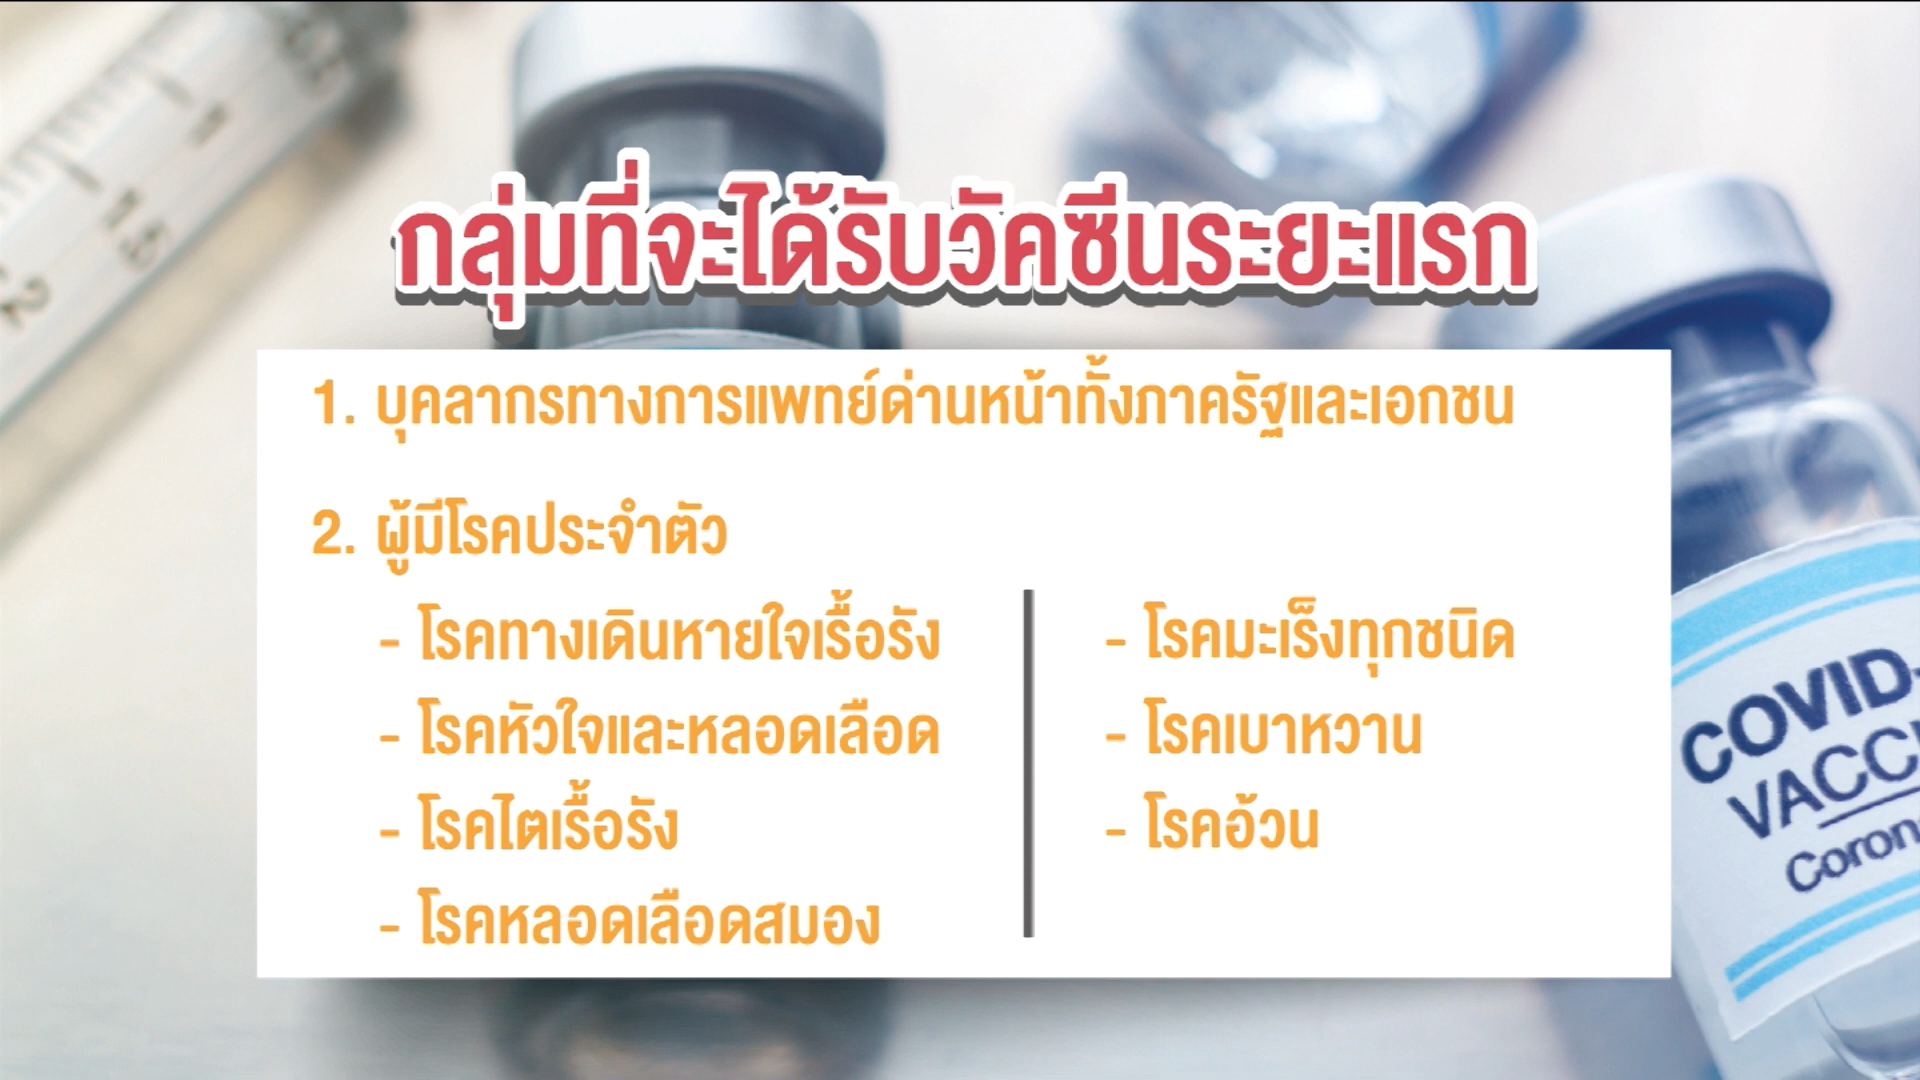 กลุ่มที่จะได้รับวัคซีนระยะแรก
1. บุคลากรทางการแพทย์ด่านหน้าทั้งภาครัฐและเอกชน
2. ผู้มีโรคประจำตัว
- โรคทางเดินหายใจเรื้อรัง
- โรคหัวใจและหลอดเลือด
- โรคไตเรื้อรัง
- โรคหลอดเลือดสมอง
- โรคมะเร็งทุกชนิด
- โรคเบาหวาน
- โรคอ้วน
COVID-
VACCI
Coron
1
1.5
2